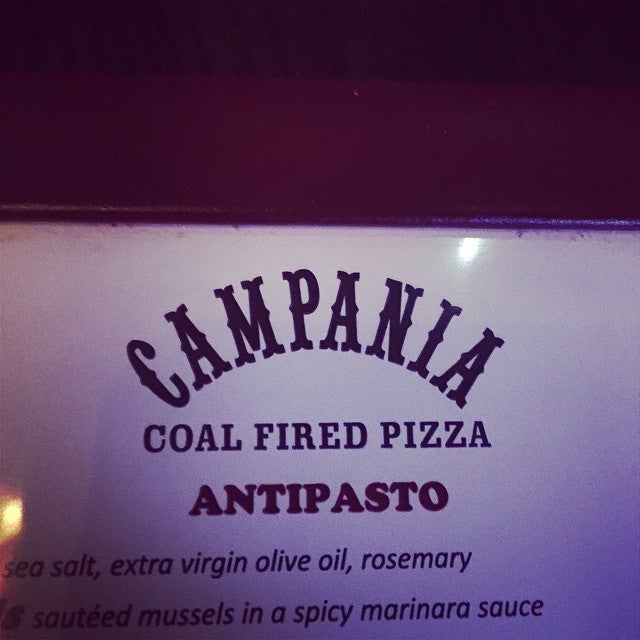 CAMPANIA
COAL FIRED PIZZA
ANTIPASTO
sea salt, extra virgin olive oil, rosemary
sautéed mussels in a spicy marinara sauce